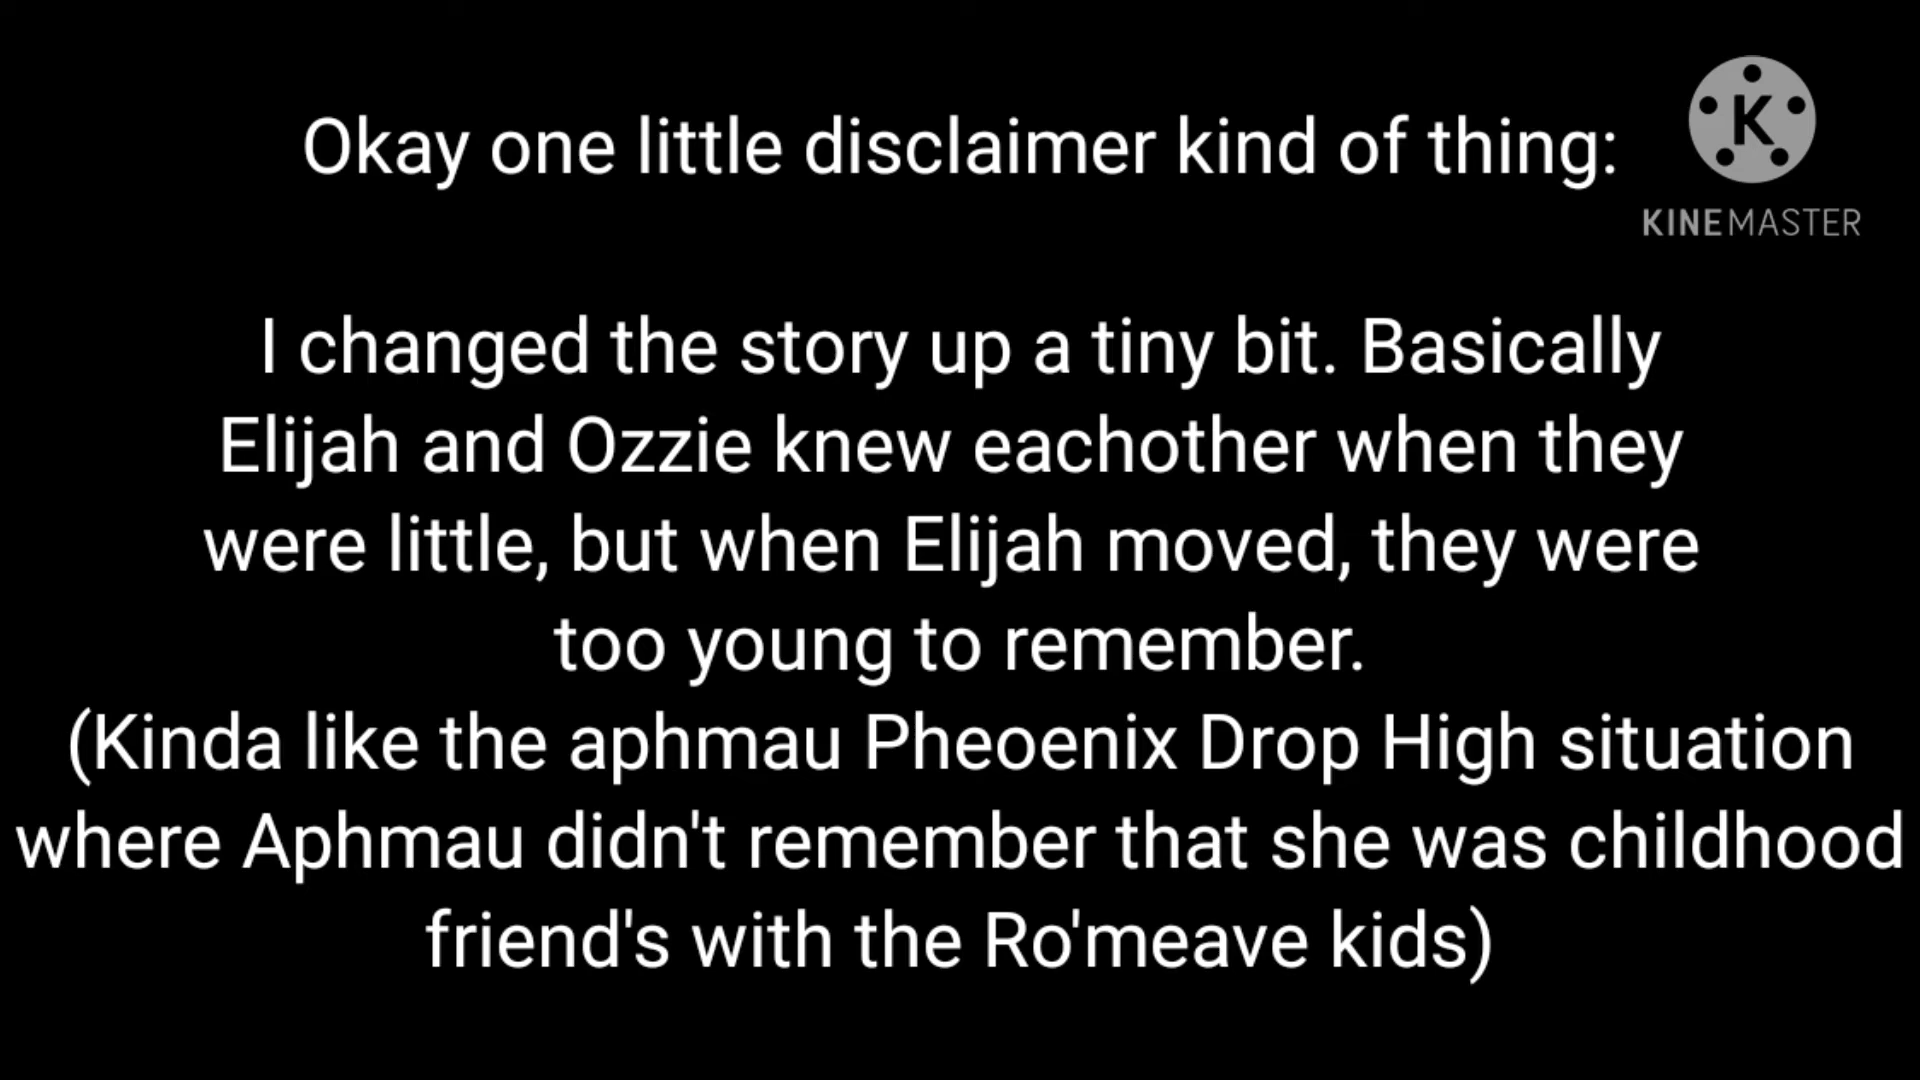 Okay one little disclaimer kind of thing:
K
KINEMASTER
I changed the story up a tiny bit. Basically
Elijah and Ozzie knew eachother when they
were little, but when Elijah moved, they were
too young to remember.
(Kinda like the aphmau Pheoenix Drop High situation
where Aphmau didn't remember that she was childhood
friend's with the Ro'meave kids)